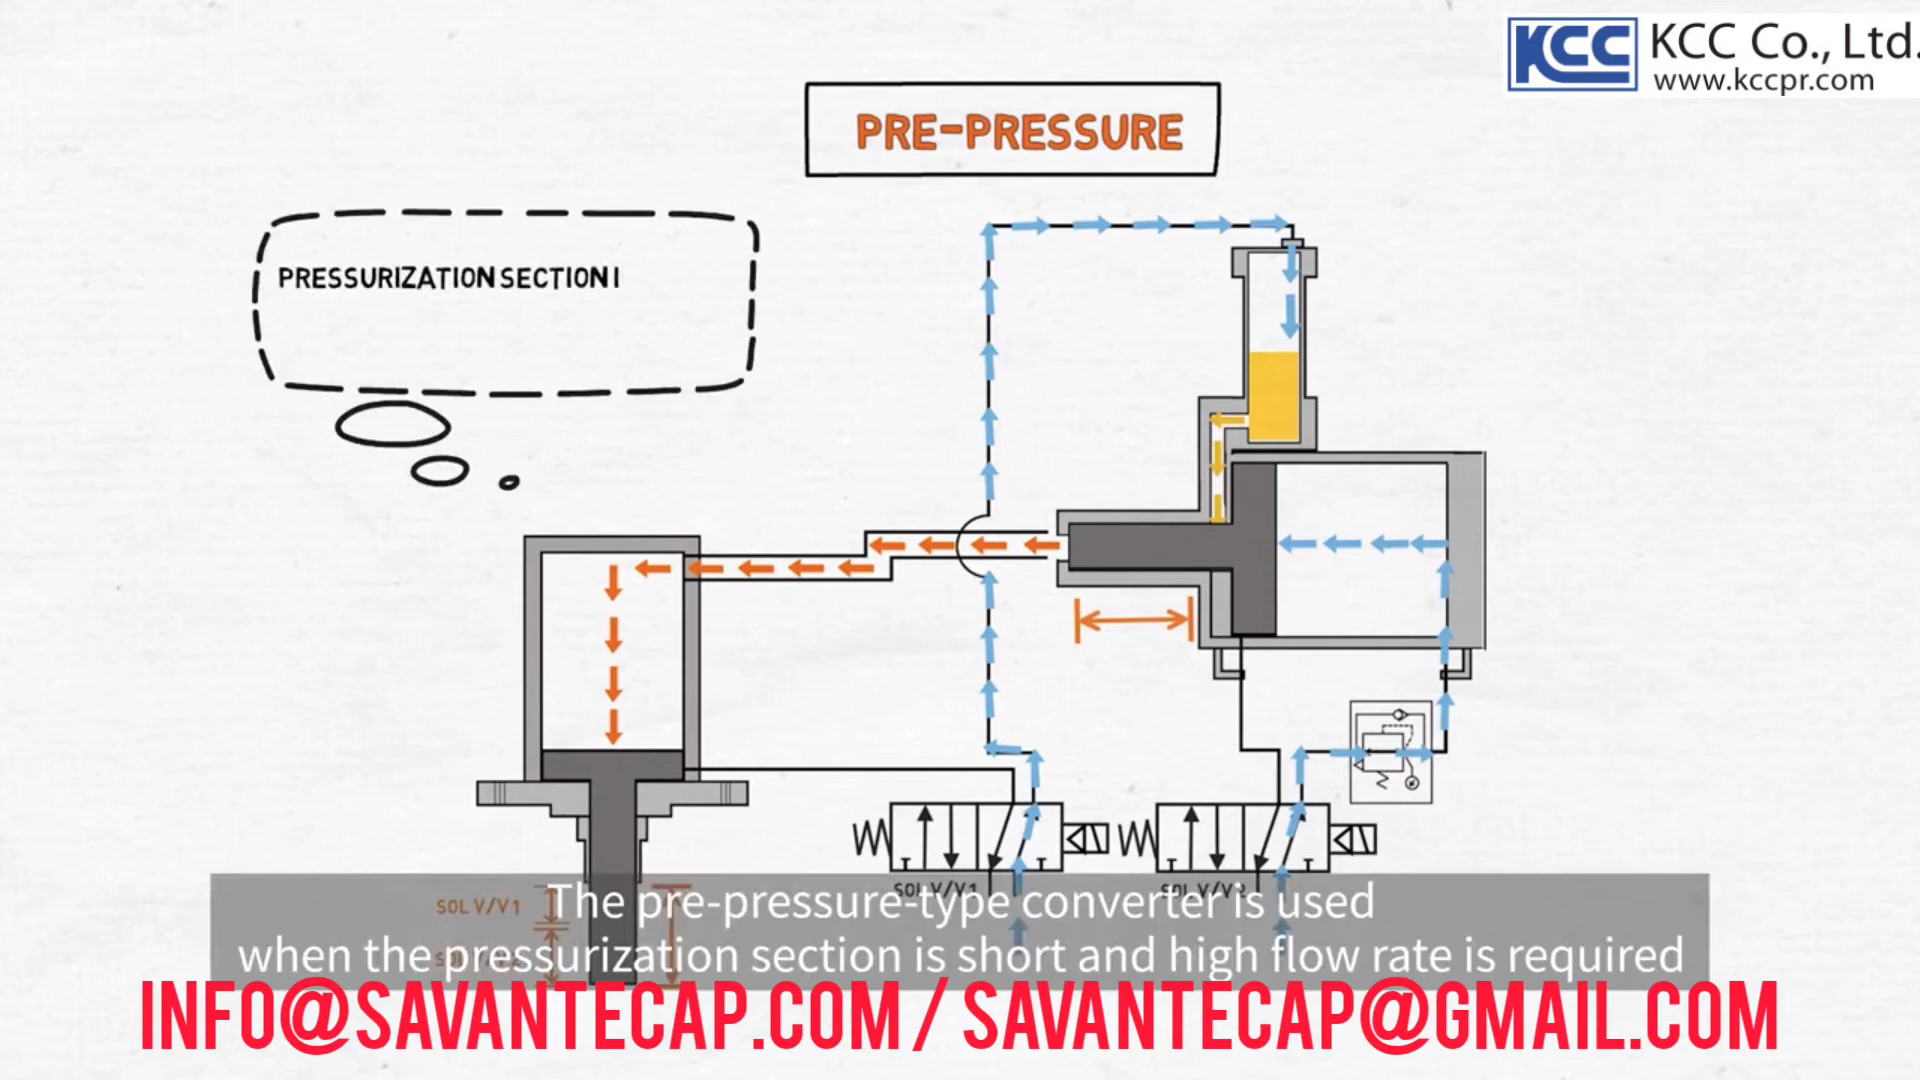 KCC KCC Co., Ltd.
www.kccpr.com
PRE-PRESSURE
PRESSURIZATION SECTION I
SOL V/V1
SOL V/V1
The pre-pressure-type converter is used
when the pressurization section is short and high flow rate is required
INFO@SAVANTECAP.COM / SAVANTECAP@GMAIL.COM